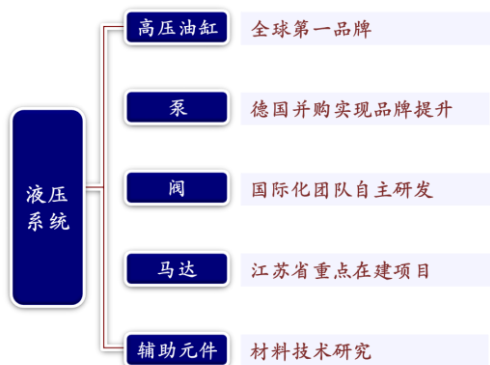 高压油缸 全球第一品牌
泵 德国并购实现品牌提升
液压
系统
阀 国际化团队自主研发
马达 江苏省重点在建项目
辅助元件 材料技术研究